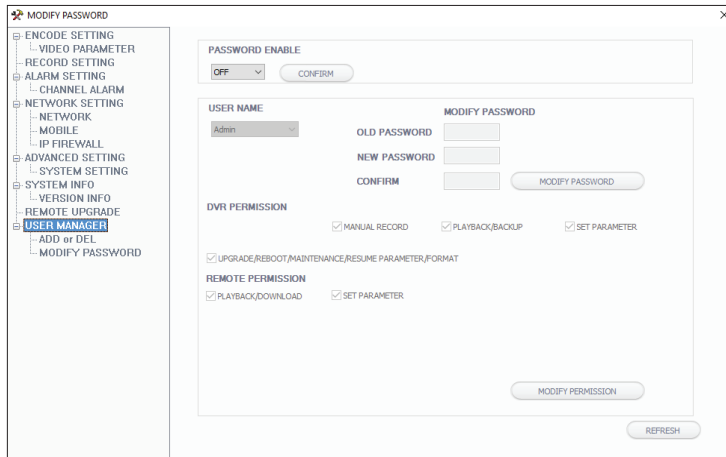 MODIFY PASSWORD
ENCODE SETTING
VIDEO PARAMETER
RECORD SETTING
ALARM SETTING
CHANNEL ALARM
NETWORK SETTING
NETWORK
MOBILE
IP FIREWALL
ADVANCED SETTING
SYSTEM SETTING
SYSTEM INFO
VERSION INFO
REMOTE UPGRADE
USER MANAGER
ADD or DEL
MODIFY PASSWORD
PASSWORD ENABLE
OFF CONFIRM
USER NAME
MODIFY PASSWORD
Admin
OLD PASSWORD
NEW PASSWORD
CONFIRM MODIFY PASSWORD
DVR PERMISSION
MANUAL RECORD PLAYBACK/BACKUP SET PARAMETER
UPGRADE/REBOOT/MAINTENANCE/RESUME PARAMETER/FORMAT
REMOTE PERMISSION
PLAYBACK/DOWNLOAD SET PARAMETER
MODIFY PERMISSION
REFRESH